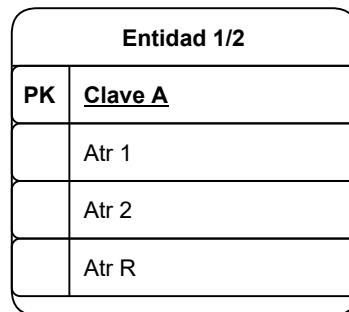 Entidad 1/2
PK Clave A
Atr 1
Atr 2
Atr R